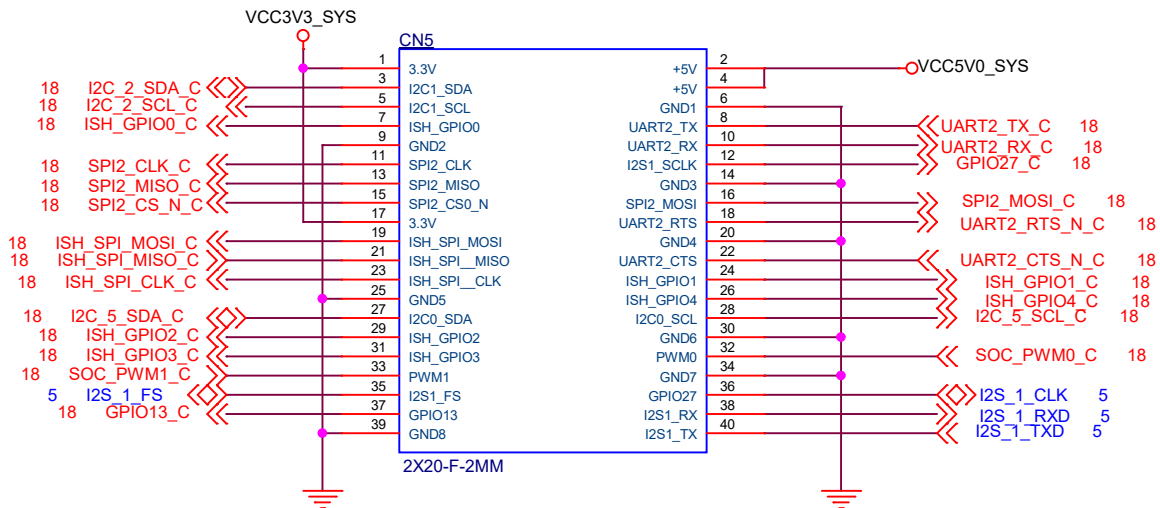 VCC3V3_SYS
CN5
1 3.3V +5V 2 VCC5V0_SYS
18 I2C_2_SDA_C 3 I2C1_SDA +5V 4
18 I2C_2_SCL_C 5 I2C1_SCL GND1 6
18 ISH_GPIO0_C 7 ISH_GPIO0 UART2_TX 8 UART2_TX_C 18
9 GND2 UART2_RX 10 UART2_RX_C 18
18 SPI2_CLK_C 11 SPI2_CLK I2S1_SCLK 12 GPIO27_C 18
18 SPI2_MISO_C 13 SPI2_MISO GND3 14
18 SPI2_CS_N_C 15 SPI2_CS0_N SPI2_MOSI 16 SPI2_MOSI_C 18
17 3.3V UART2_RTS 18 UART2_RTS_N_C 18
18 ISH_SPI_MOSI_C 19 ISH_SPI_MOSI GND4 20
18 ISH_SPI_MISO_C 21 ISH_SPI__MISO UART2_CTS 22 UART2_CTS_N_C 18
18 ISH_SPI_CLK_C 23 ISH_SPI__CLK ISH_GPIO1 24 ISH_GPIO1_C 18
25 GND5 ISH_GPIO4 26 ISH_GPIO4_C 18
18 I2C_5_SDA_C 27 I2C0_SDA I2C0_SCL 28 I2C_5_SCL_C 18
18 ISH_GPIO2_C 29 ISH_GPIO2 GND6 30
18 ISH_GPIO3_C 31 ISH_GPIO3 PWM0 32 SOC_PWM0_C 18
18 SOC_PWM1_C 33 PWM1 GND7 34
5 I2S_1_FS 35 I2S1_FS GPIO27 36 I2S_1_CLK 5
18 GPIO13_C 37 GPIO13 I2S1_RX 38 I2S_1_RXD 5
39 GND8 I2S1_TX 40 I2S_1_TXD 5
2X20-F-2MM